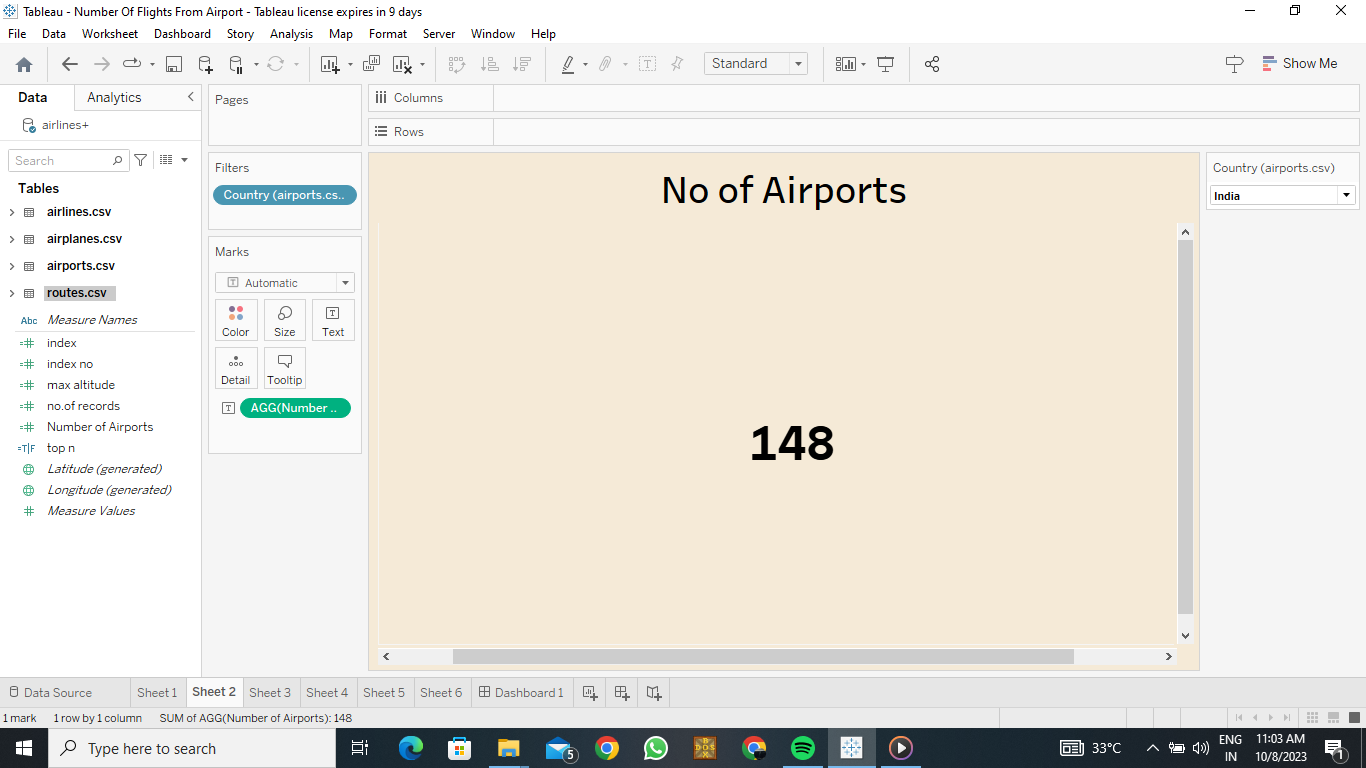 Tableau - Number Of Flights From Airport - Tableau license expires in 9 days
File Data Worksheet Dashboard Story Analysis Map Format Server Window Help
Standard
Show Me
Data Analytics
airlines+
Search
Tables
airlines.csv
airplanes.csv
airports.csv
routes.csv
Abc Measure Names
index
index no
max altitude
no.of records
Number of Airports
T|F top n
Latitude (generated)
Longitude (generated)
Measure Values
Pages
Filters
Country (airports.cs..
Marks
Automatic
Color Size Text
Detail Tooltip
AGG(Number ..
Columns
Rows
No of Airports
148
Country (airports.csv)
India
Data Source Sheet 1 Sheet 2 Sheet 3 Sheet 4 Sheet 5 Sheet 6 Dashboard 1
1 mark 1 row by 1 column SUM of AGG(Number of Airports): 148
Type here to search
5
33°C
ENG
IN
11:03 AM
10/8/2023
1